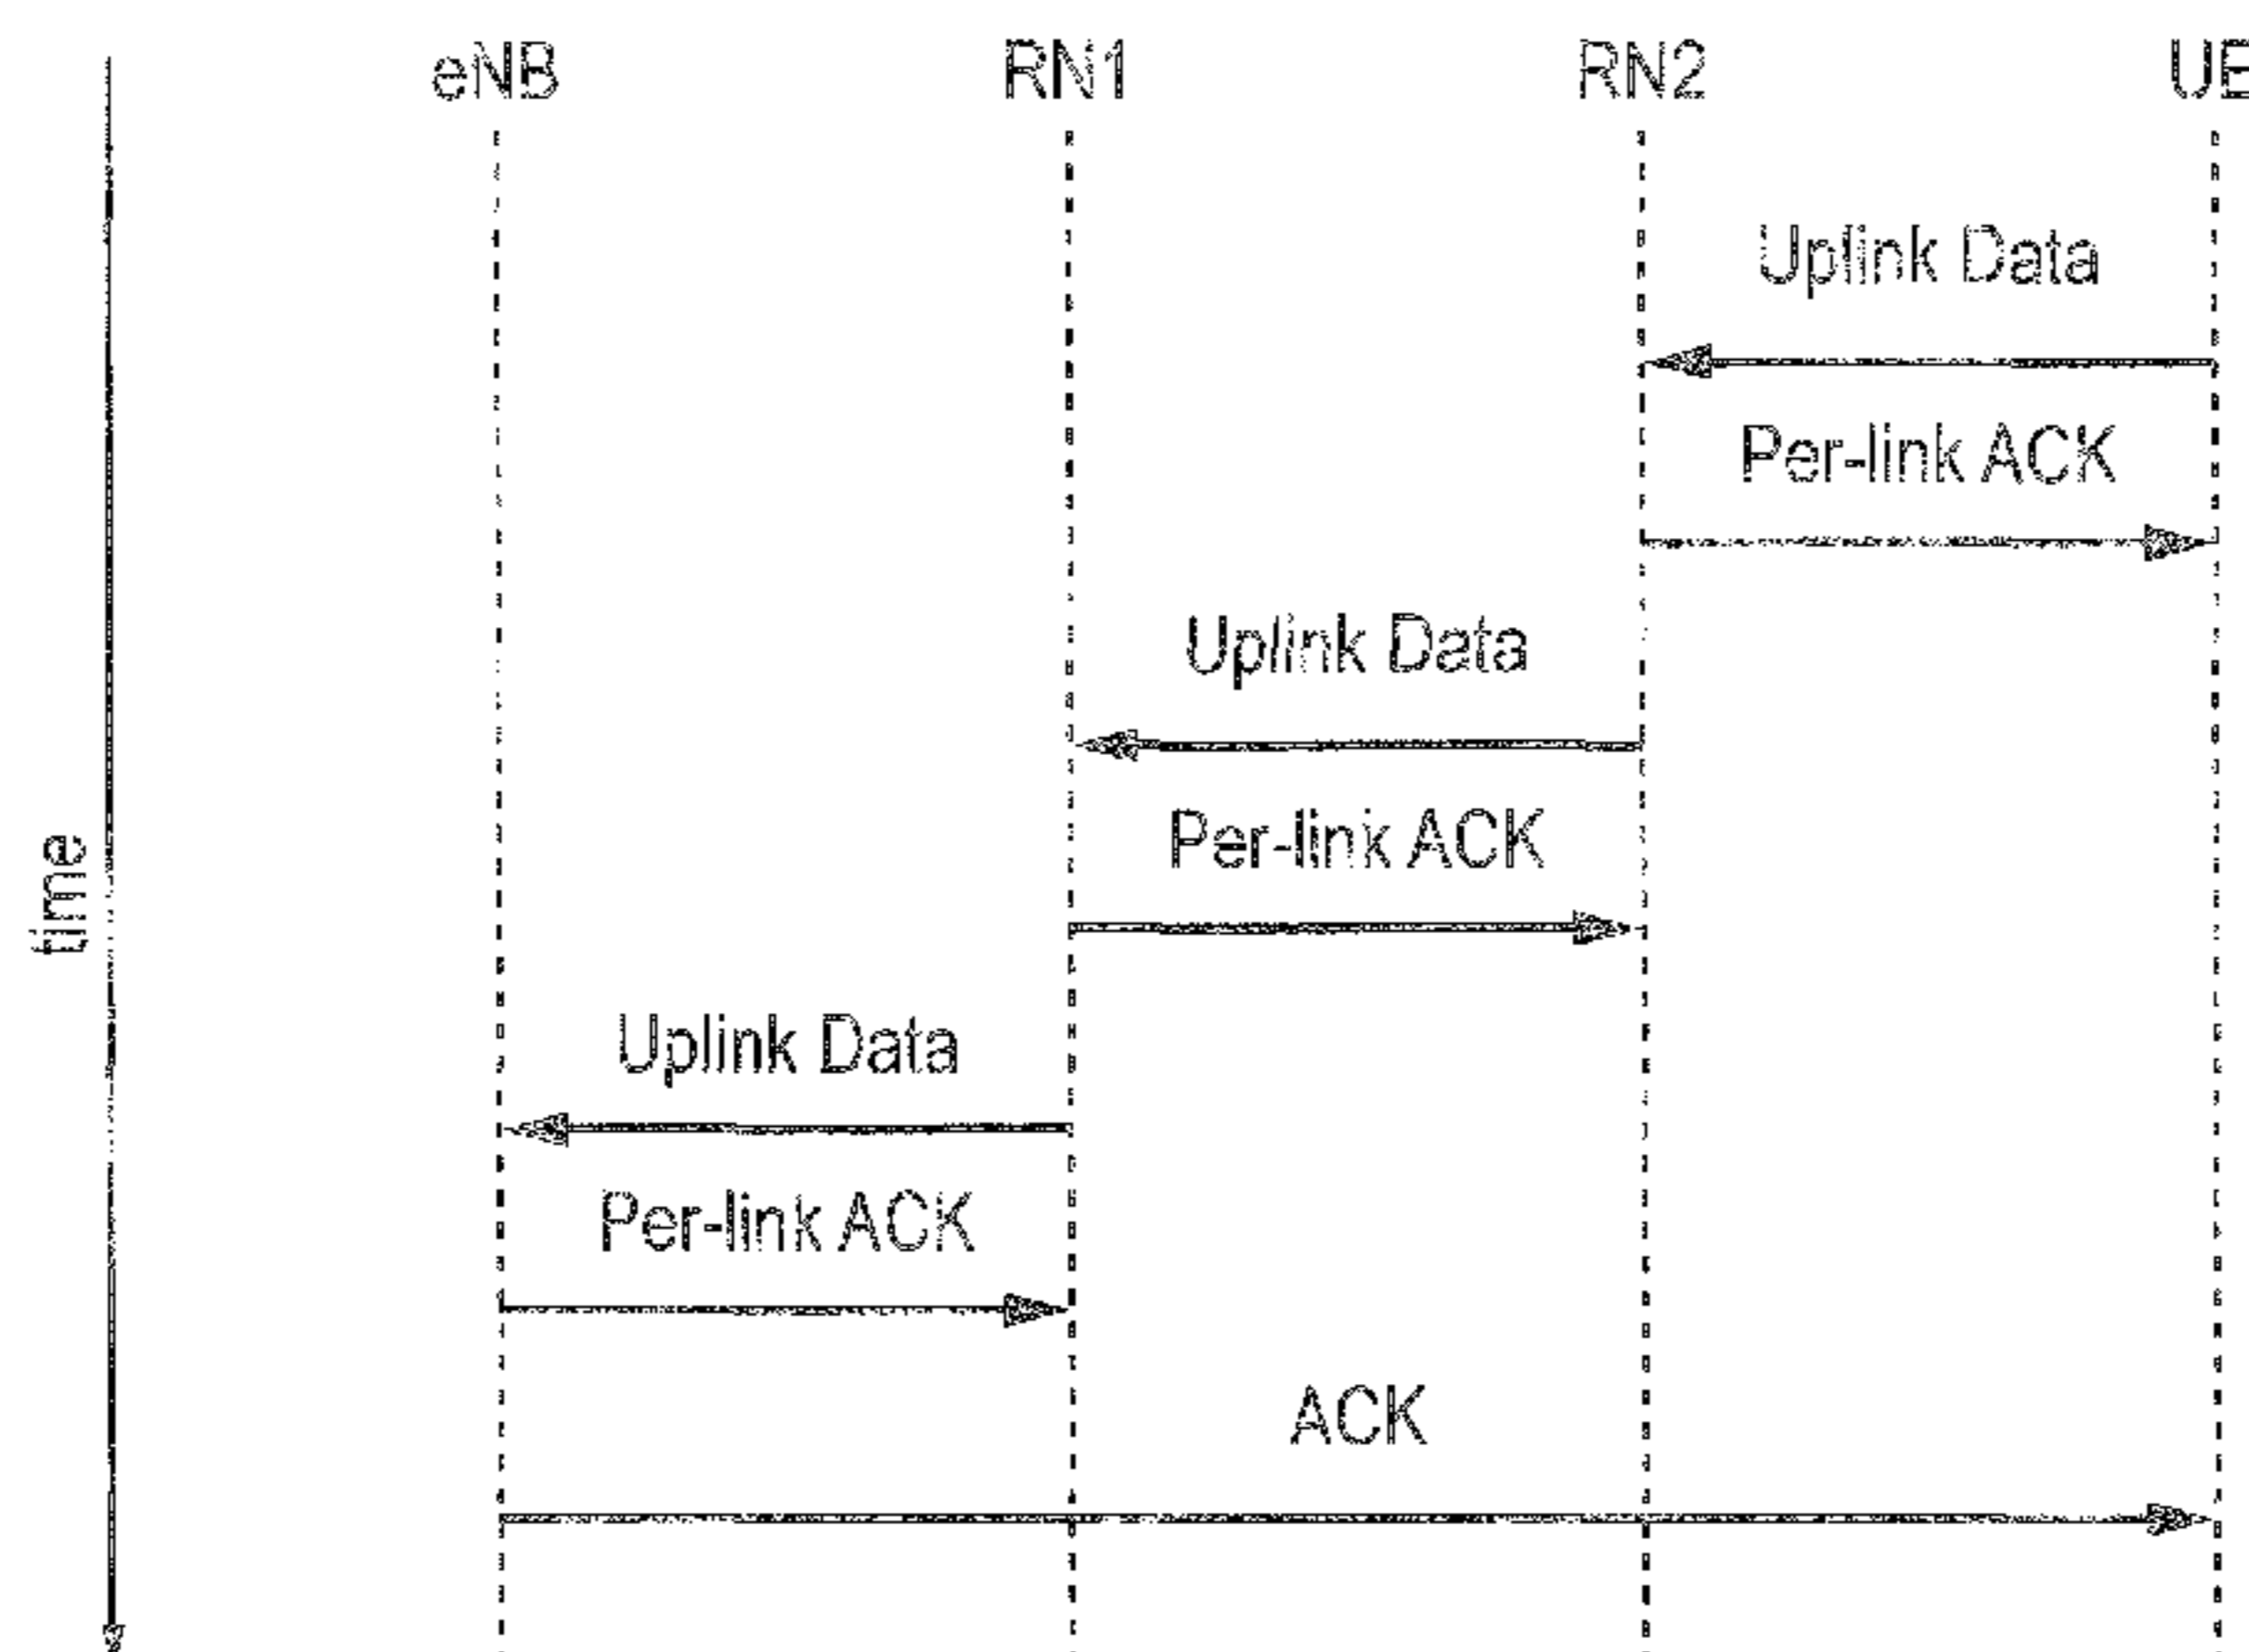 eNB RN1 RN2 UE
Uplink Data
Per-link ACK
Uplink Data
Per-link ACK
time
Uplink Data
Per-link ACK
ACK